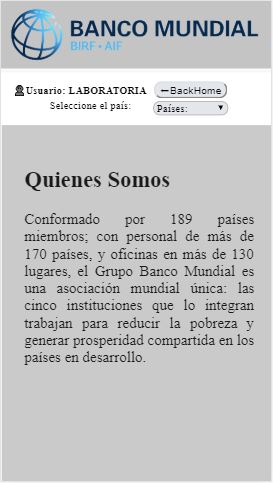 BANCO MUNDIAL
BIRF • AIF
Usuario: LABORATORIA
←BackHome
Seleccione el país:
Países:
Quienes Somos
Conformado por 189 países
miembros; con personal de más de
170 países, y oficinas en más de 130
lugares, el Grupo Banco Mundial es
una asociación mundial única: las
cinco instituciones que lo integran
trabajan para reducir la pobreza y
generar prosperidad compartida en los
países en desarrollo.